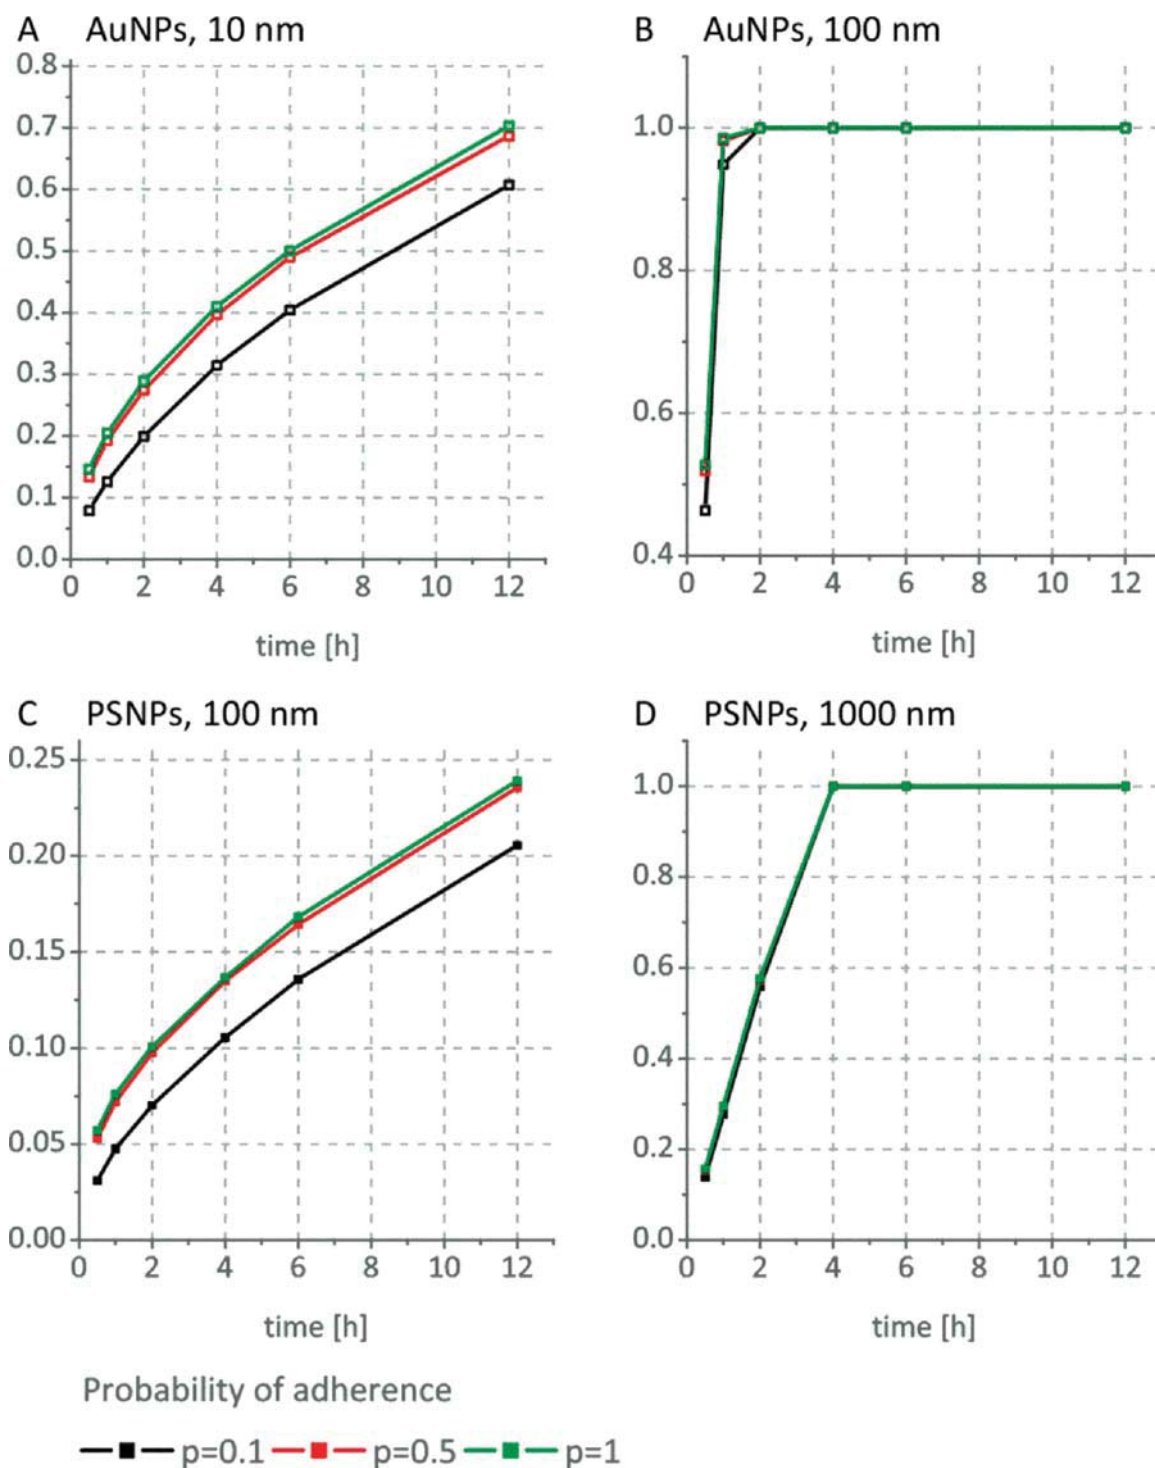 A AuNPs, 10 nm
0.8
0.7
0.6
0.5
0.4
0.3
0.2
0.1
0.0
0 2 4 6 8 10 12
time [h]
B AuNPs, 100 nm
1.0
0.8
0.6
0.4
0 2 4 6 8 10 12
time [h]
C PSNPs, 100 nm
0.25
0.20
0.15
0.10
0.05
0.00
0 2 4 6 8 10 12
time [h]
D PSNPs, 1000 nm
1.0
0.8
0.6
0.4
0.2
0.0
0 2 4 6 8 10 12
time [h]
Probability of adherence
p=0.1 p=0.5 p=1